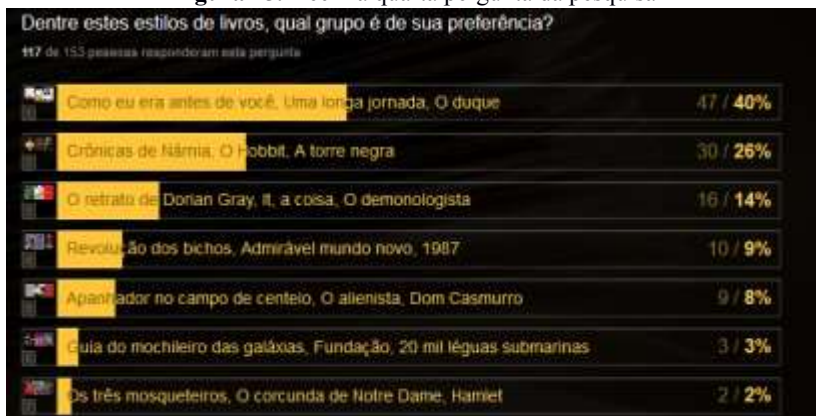 Dentre estes estilos de livros, qual grupo é de sua preferência?
117 de 153 pessoas responderam esta pergunta
Como eu era antes de você, Uma longa jornada, O duque 47 / 40%
Crônicas de Nárnia, O Hobbit, A torre negra 30 / 26%
O retrato de Dorian Gray, It, a coisa, O demonologista 16 / 14%
Revolução dos bichos, Admirável mundo novo, 1987 10 / 9%
Apanhador no campo de centeio, O alienista, Dom Casmurro 9 / 8%
Guia do mochileiro das galáxias, Fundação, 20 mil léguas submarinas 3 / 3%
Os três mosqueteiros, O corcunda de Notre Dame, Hamlet 2 / 2%